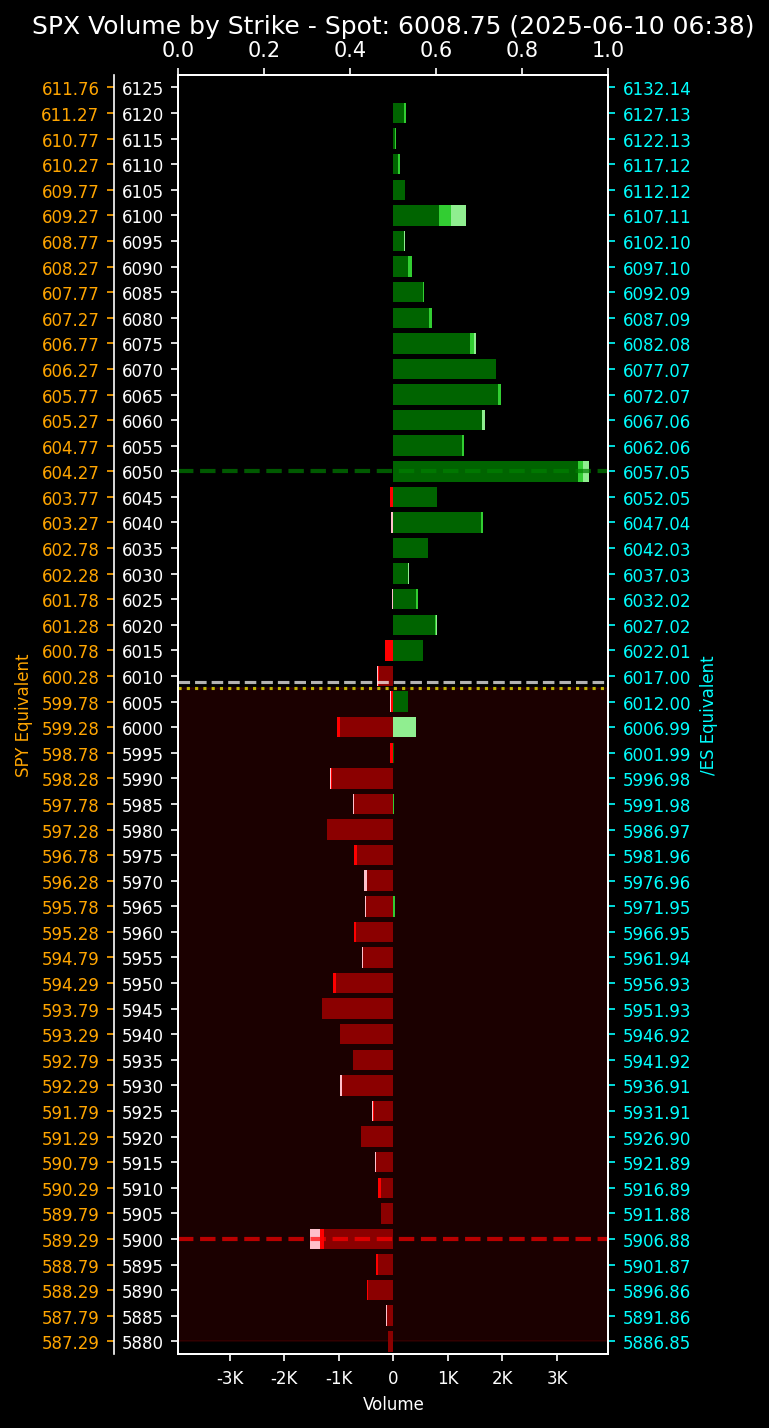 SPX Volume by Strike - Spot: 6008.75 (2025-06-10 06:38)
0.0 0.2 0.4 0.6 0.8 1.0
611.76 6125 6132.14
611.27 6120 6127.13
610.77 6115 6122.13
610.27 6110 6117.12
609.77 6105 6112.12
609.27 6100 6107.11
608.77 6095 6102.10
608.27 6090 6097.10
607.77 6085 6092.09
607.27 6080 6087.09
606.77 6075 6082.08
606.27 6070 6077.07
605.77 6065 6072.07
605.27 6060 6067.06
604.77 6055 6062.06
604.27 6050 6057.05
603.77 6045 6052.05
603.27 6040 6047.04
602.78 6035 6042.03
602.28 6030 6037.03
601.78 6025 6032.02
601.28 6020 6027.02
600.78 6015 6022.01
600.28 6010 6017.00
599.78 6005 6012.00
599.28 6000 6006.99
598.78 5995 6001.99
598.28 5990 5996.98
597.78 5985 5991.98
597.28 5980 5986.97
596.78 5975 5981.96
596.28 5970 5976.96
595.78 5965 5971.95
595.28 5960 5966.95
594.79 5955 5961.94
594.29 5950 5956.93
593.79 5945 5951.93
593.29 5940 5946.92
592.79 5935 5941.92
592.29 5930 5936.91
591.79 5925 5931.91
591.29 5920 5926.90
590.79 5915 5921.89
590.29 5910 5916.89
589.79 5905 5911.88
589.29 5900 5906.88
588.79 5895 5901.87
588.29 5890 5896.86
587.79 5885 5891.86
587.29 5880 5886.85
SPY Equivalent
/ES Equivalent
-3K -2K -1K 0 1K 2K 3K
Volume